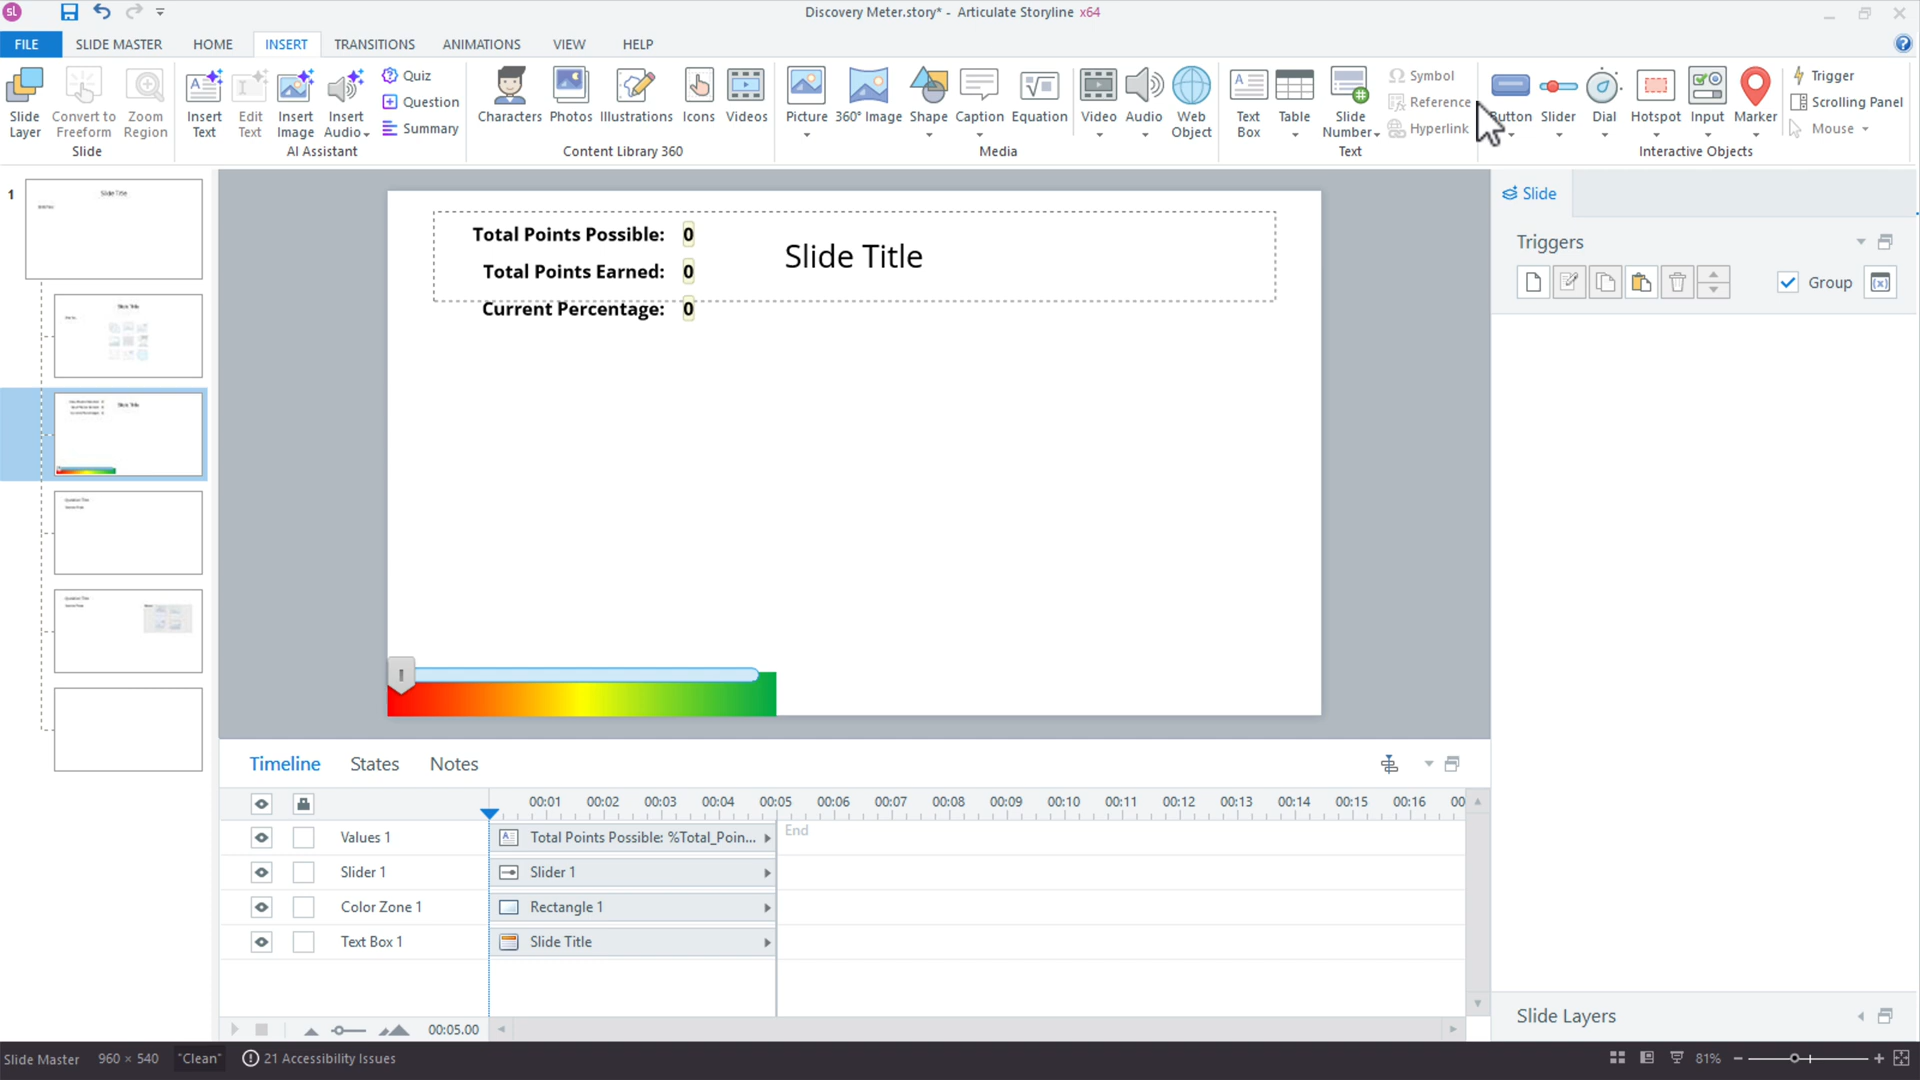 sl
Discovery Meter.story* - Articulate Storyline x64
FILE
SLIDE MASTER
HOME
INSERT
TRANSITIONS
ANIMATIONS
VIEW
HELP
Slide Layer
Convert to Freeform
Zoom Region
Slide
Insert Text
Edit Text
Insert Image
Insert Audio
Quiz
Question
Summary
AI Assistant
Characters
Photos
Illustrations
Icons
Videos
Content Library 360
Picture
360° Image
Shape
Caption
Equation
Video
Audio
Web Object
Media
Text Box
Table
Slide Number
Symbol
Reference
Hyperlink
Text
Button
Slider
Dial
Hotspot
Input
Marker
Trigger
Scrolling Panel
Mouse
Interactive Objects
1
Slide Title
Total Points Possible: 0
Total Points Earned: 0
Current Percentage: 0
Slide Title
Slide
Triggers
Group
Timeline
States
Notes
00:01 00:02 00:03 00:04 00:05 00:06 00:07 00:08 00:09 00:10 00:11 00:12 00:13 00:14 00:15 00:16 00
Values 1
Total Points Possible: %Total_Poin...
End
Slider 1
Slider 1
Color Zone 1
Rectangle 1
Text Box 1
Slide Title
00:05.00
Slide Layers
Slide Master
960 × 540
"Clean"
21 Accessibility Issues
81%